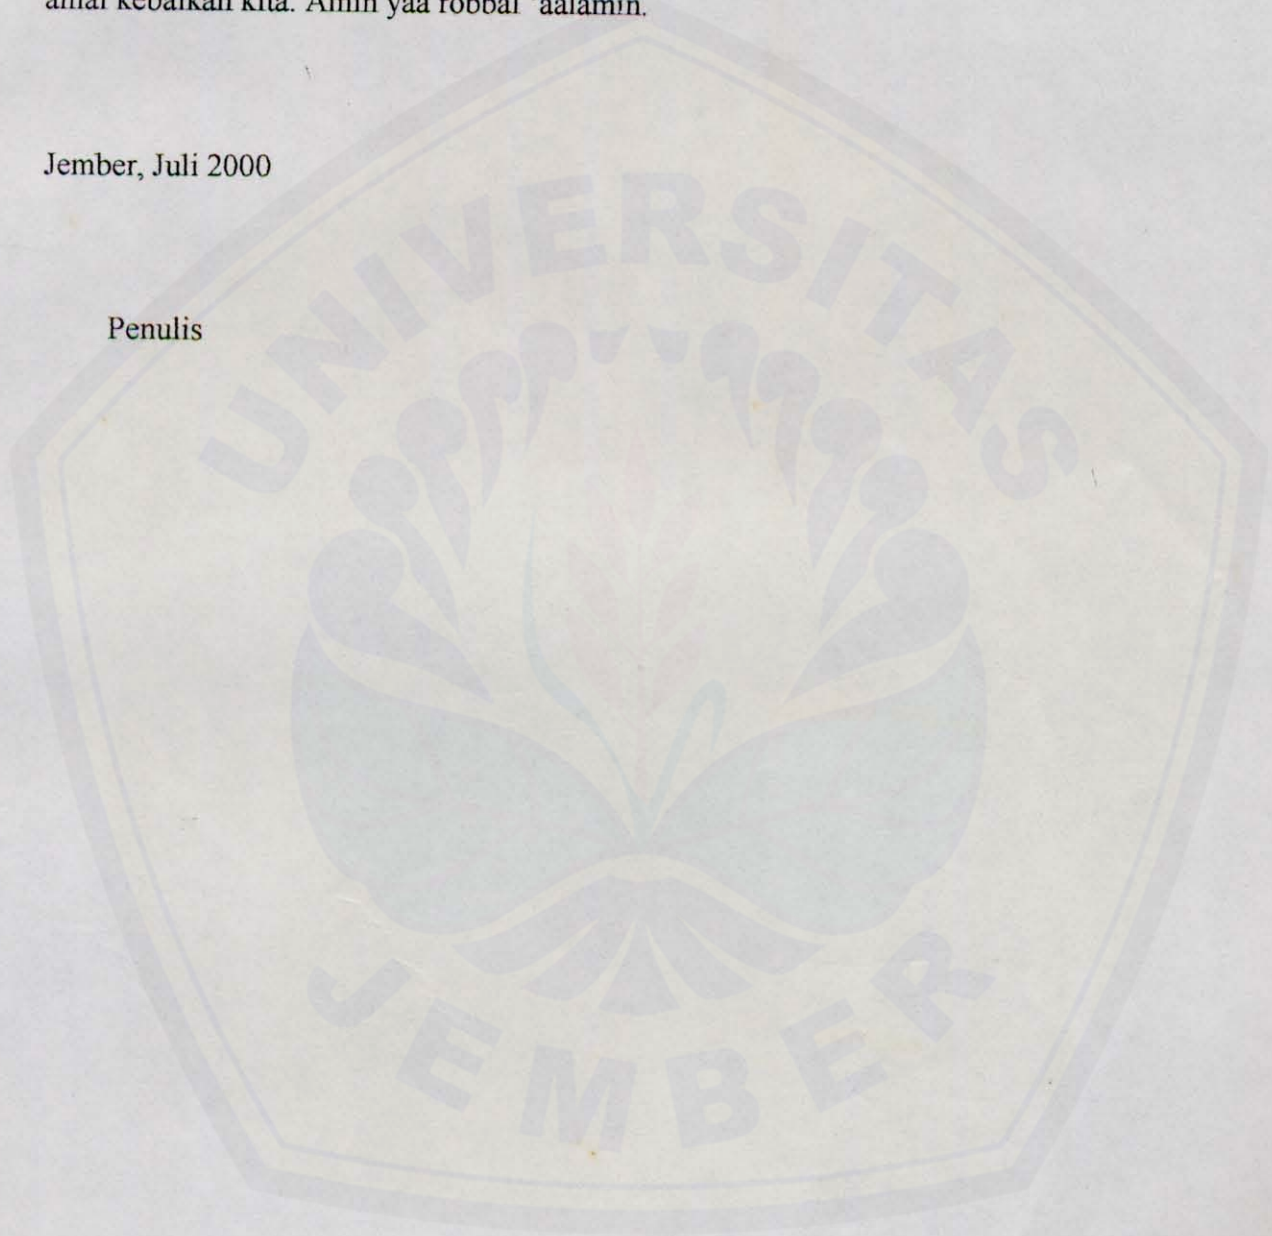 amal kebaikan kita. Amin yaa robbal 'aalamin.
Jember, Juli 2000
Penulis
UNIVERSITAS
JEMBER